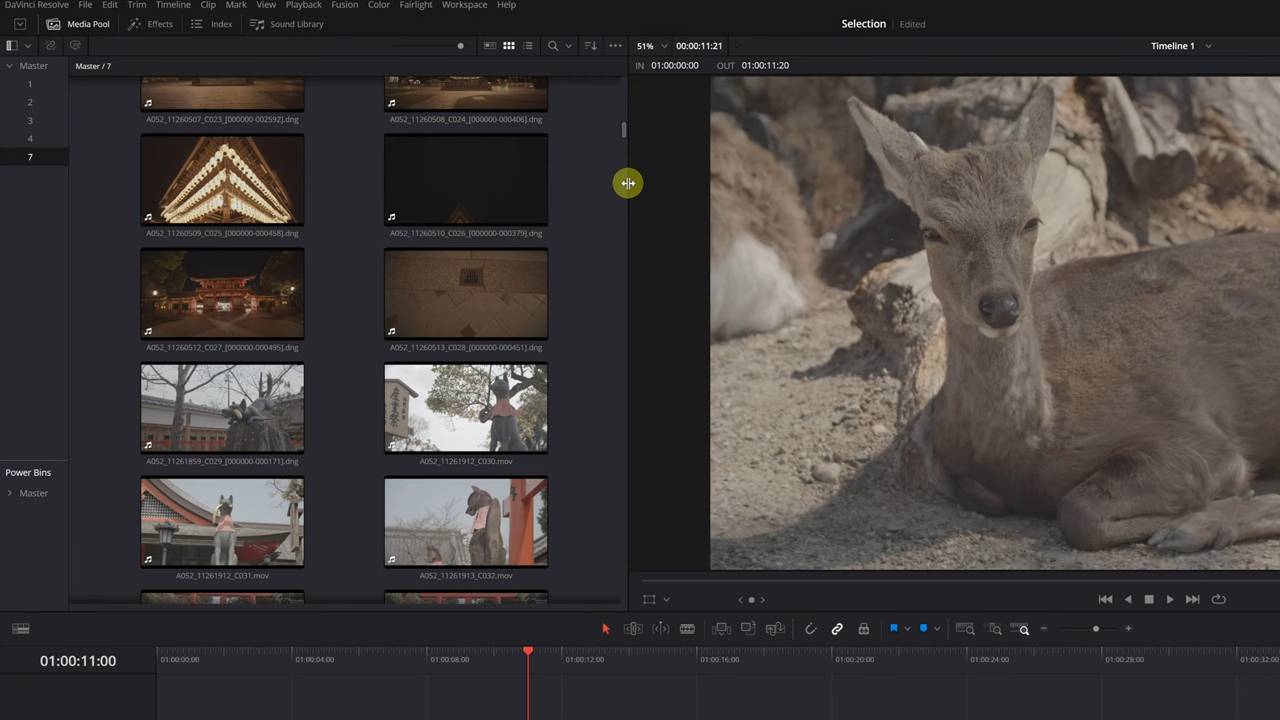 DaVinci Resolve File Edit Trim Timeline Clip Mark View Playback Fusion Color Fairlight Workspace Help
Media Pool Effects Index Sound Library Selection Edited
51% 00:00:11:21 Timeline 1
Master Master / 7 IN 01:00:00:00 OUT 01:00:11:20
1
2
3
4
7
A052_11260507_C023_[000000-002592].dng A052_11260508_C024_[000000-000406].dng
A052_11260509_C025_[000000-000458].dng A052_11260510_C026_[000000-000379].dng
A052_11260512_C027_[000000-000495].dng A052_11260513_C028_[000000-000451].dng
A052_11261859_C029_[000000-000171].dng A052_11261912_C030.mov
A052_11261912_C031.mov A052_11261913_C032.mov
Power Bins
Master
01:00:11:00 01:00:00:00 01:00:04:00 01:00:08:00 01:00:12:00 01:00:16:00 01:00:20:00 01:00:24:00 01:00:28:00 01:00:32:00